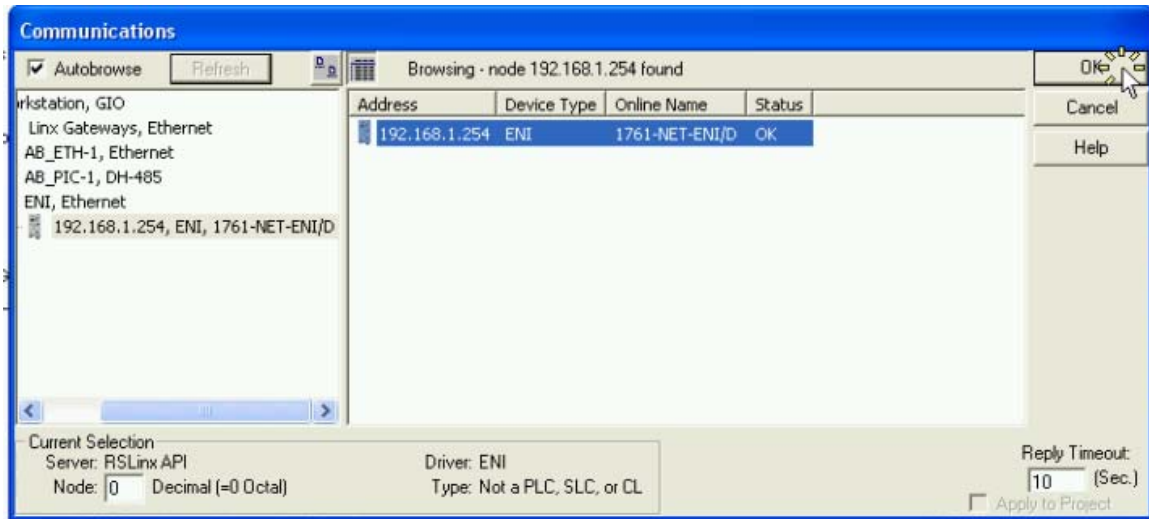 Communications
Autobrowse
Refresh
Browsing - node 192.168.1.254 found
OK
Cancel
Help
rkstation, GIO
Linx Gateways, Ethernet
AB_ETH-1, Ethernet
AB_PIC-1, DH-485
ENI, Ethernet
192.168.1.254, ENI, 1761-NET-ENI/D
Address Device Type Online Name Status
192.168.1.254 ENI 1761-NET-ENI/D OK
Current Selection
Server: RSLinx API
Driver: ENI
Node: 0 Decimal (=0 Octal)
Type: Not a PLC, SLC, or CL
Reply Timeout:
10 (Sec.)
Apply to Project